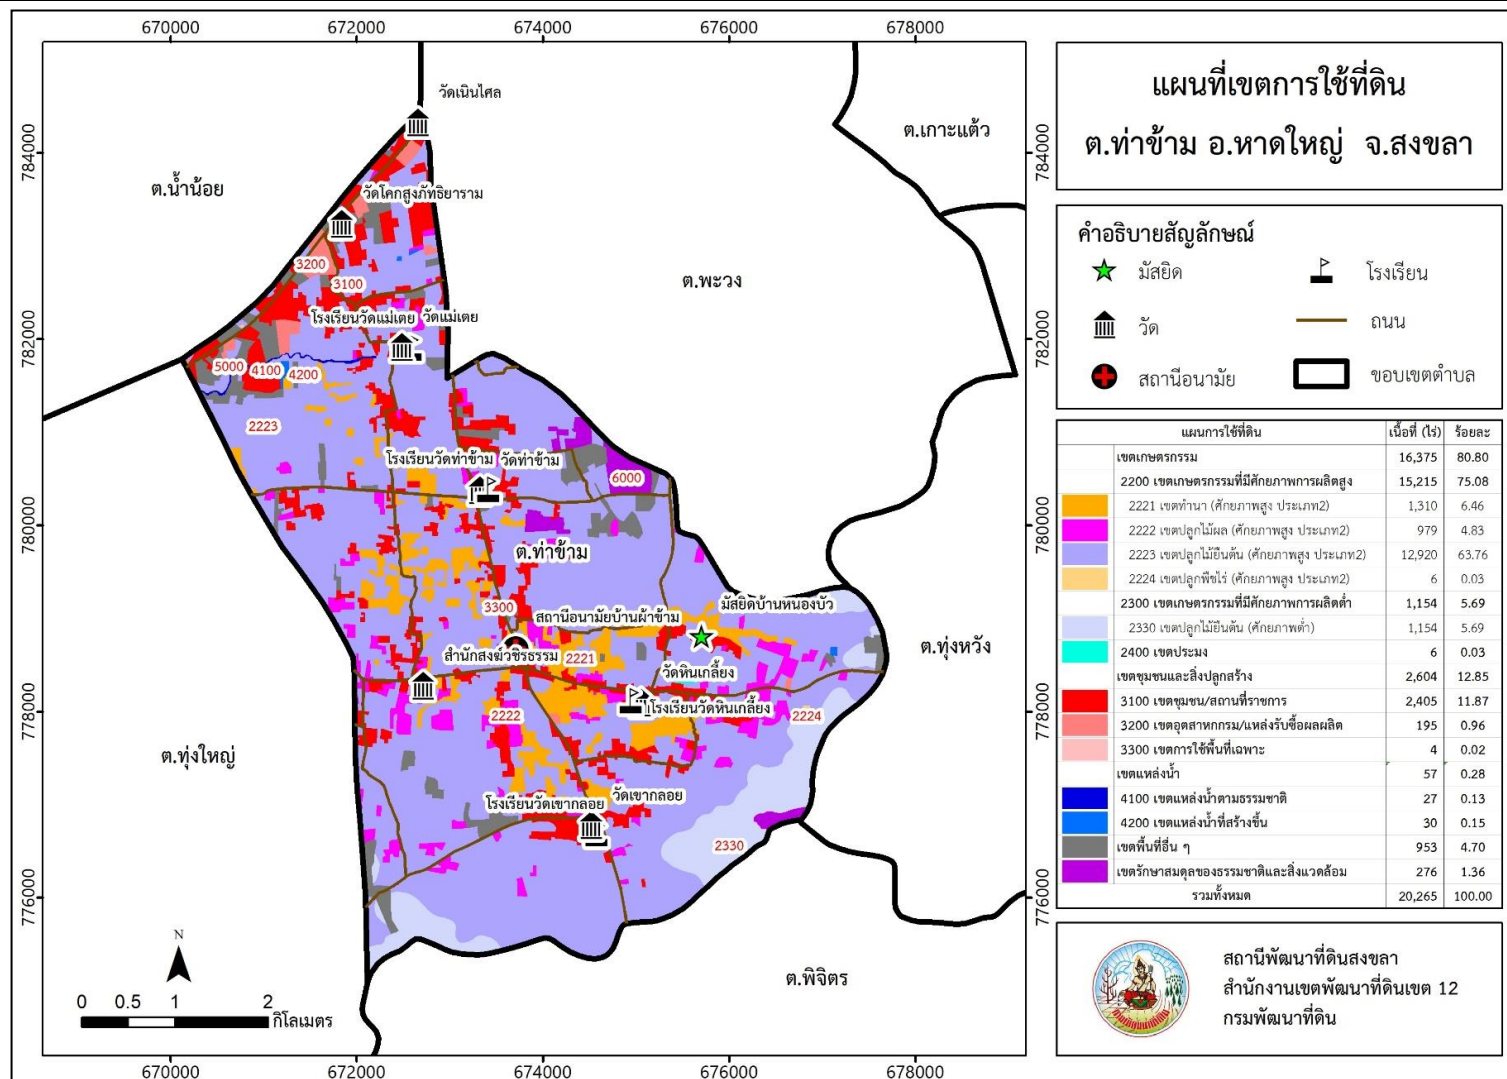 670000
672000
674000
676000
678000
784000
782000
780000
778000
776000
784000
782000
780000
778000
776000
670000
672000
674000
676000
678000
วัดเนินไศล
ต.เกาะแต้ว
ต.น้ำน้อย
วัดโคกสูงภัทธิยาราม
3200
3100
ต.พะวง
โรงเรียนวัดแม่เตย
วัดแม่เตย
5000
4100
4200
2223
โรงเรียนวัดท่าข้าม
วัดท่าข้าม
6000
ต.ท่าข้าม
3300
สถานีอนามัยบ้านผ้าข้าม
มัสยิดบ้านหนองบัว
สำนักสงฆ์วชิรธรรม
2221
วัดหินเกลี้ยง
ต.ทุ่งหวัง
2222
โรงเรียนวัดหินเกลี้ยง
2224
ต.ทุ่งใหญ่
โรงเรียนวัดเขากลอย
วัดเขากลอย
2330
ต.พิจิตร
N
0 0.5 1 2
กิโลเมตร
แผนที่เขตการใช้ที่ดิน
ต.ท่าข้าม อ.หาดใหญ่ จ.สงขลา
คำอธิบายสัญลักษณ์
มัสยิด
โรงเรียน
วัด
ถนน
สถานีอนามัย
ขอบเขตตำบล
แผนการใช้ที่ดิน เนื้อที่ (ไร่) ร้อยละ
เขตเกษตรกรรม 16,375 80.80
2200 เขตเกษตรกรรมที่มีศักยภาพการผลิตสูง 15,215 75.08
2221 เขตทำนา (ศักยภาพสูง ประเภท2) 1,310 6.46
2222 เขตปลูกไม้ผล (ศักยภาพสูง ประเภท2) 979 4.83
2223 เขตปลูกไม้ยืนต้น (ศักยภาพสูง ประเภท2) 12,920 63.76
2224 เขตปลูกพืชไร่ (ศักยภาพสูง ประเภท2) 6 0.03
2300 เขตเกษตรกรรมที่มีศักยภาพการผลิตต่ำ 1,154 5.69
2330 เขตปลูกไม้ยืนต้น (ศักยภาพต่ำ) 1,154 5.69
2400 เขตประมง 6 0.03
เขตชุมชนและสิ่งปลูกสร้าง 2,604 12.85
3100 เขตชุมชน/สถานที่ราชการ 2,405 11.87
3200 เขตอุตสาหกรรม/แหล่งรับซื้อผลผลิต 195 0.96
3300 เขตการใช้พื้นที่เฉพาะ 4 0.02
เขตแหล่งน้ำ 57 0.28
4100 เขตแหล่งน้ำตามธรรมชาติ 27 0.13
4200 เขตแหล่งน้ำที่สร้างขึ้น 30 0.15
เขตพื้นที่อื่น ๆ 953 4.70
เขตรักษาสมดุลของธรรมชาติและสิ่งแวดล้อม 276 1.36
รวมทั้งหมด 20,265 100.00
สถานีพัฒนาที่ดินสงขลา
สำนักงานเขตพัฒนาที่ดินเขต 12
กรมพัฒนาที่ดิน